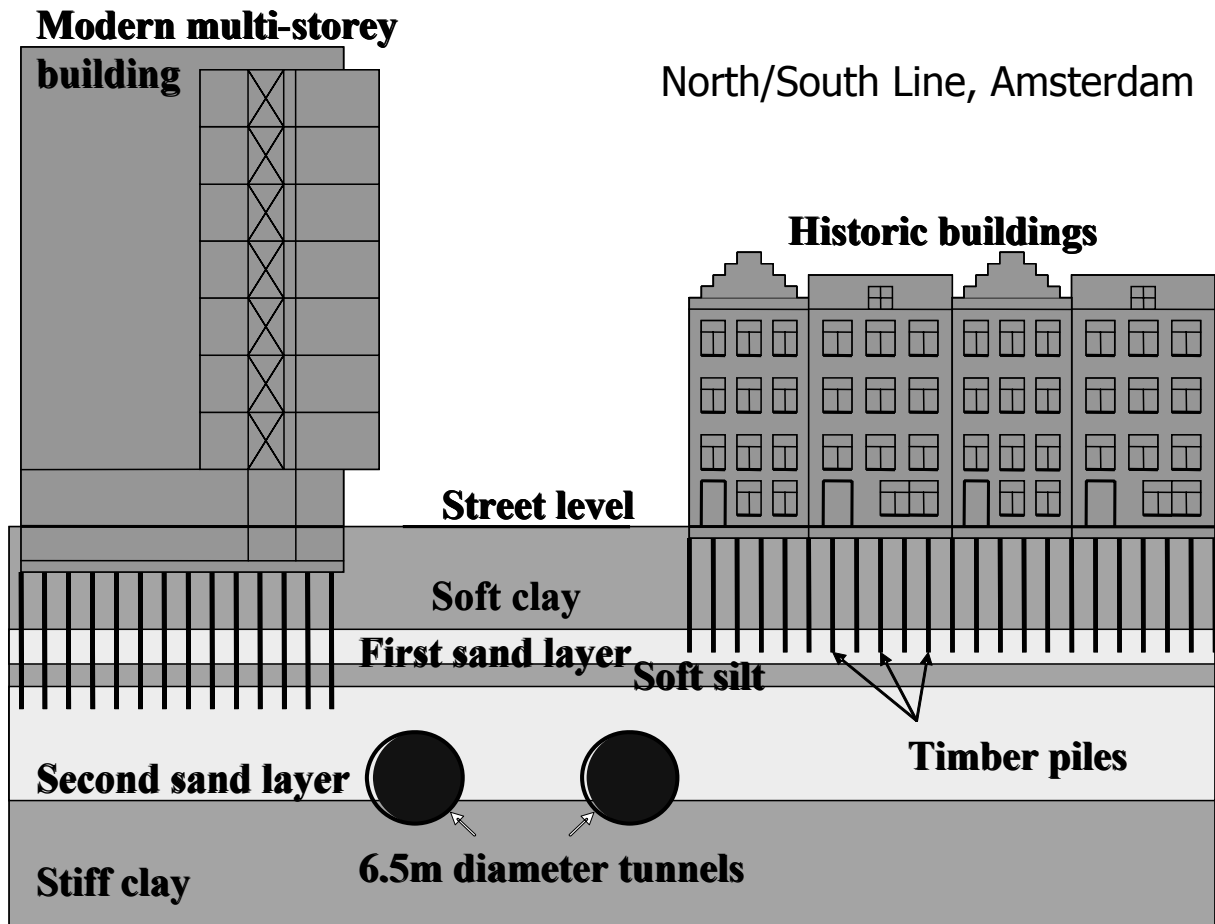 Modern multi-storey
building
North/South Line, Amsterdam
Historic buildings
Street level
Soft clay
First sand layer
Soft silt
Timber piles
Second sand layer
6.5m diameter tunnels
Stiff clay